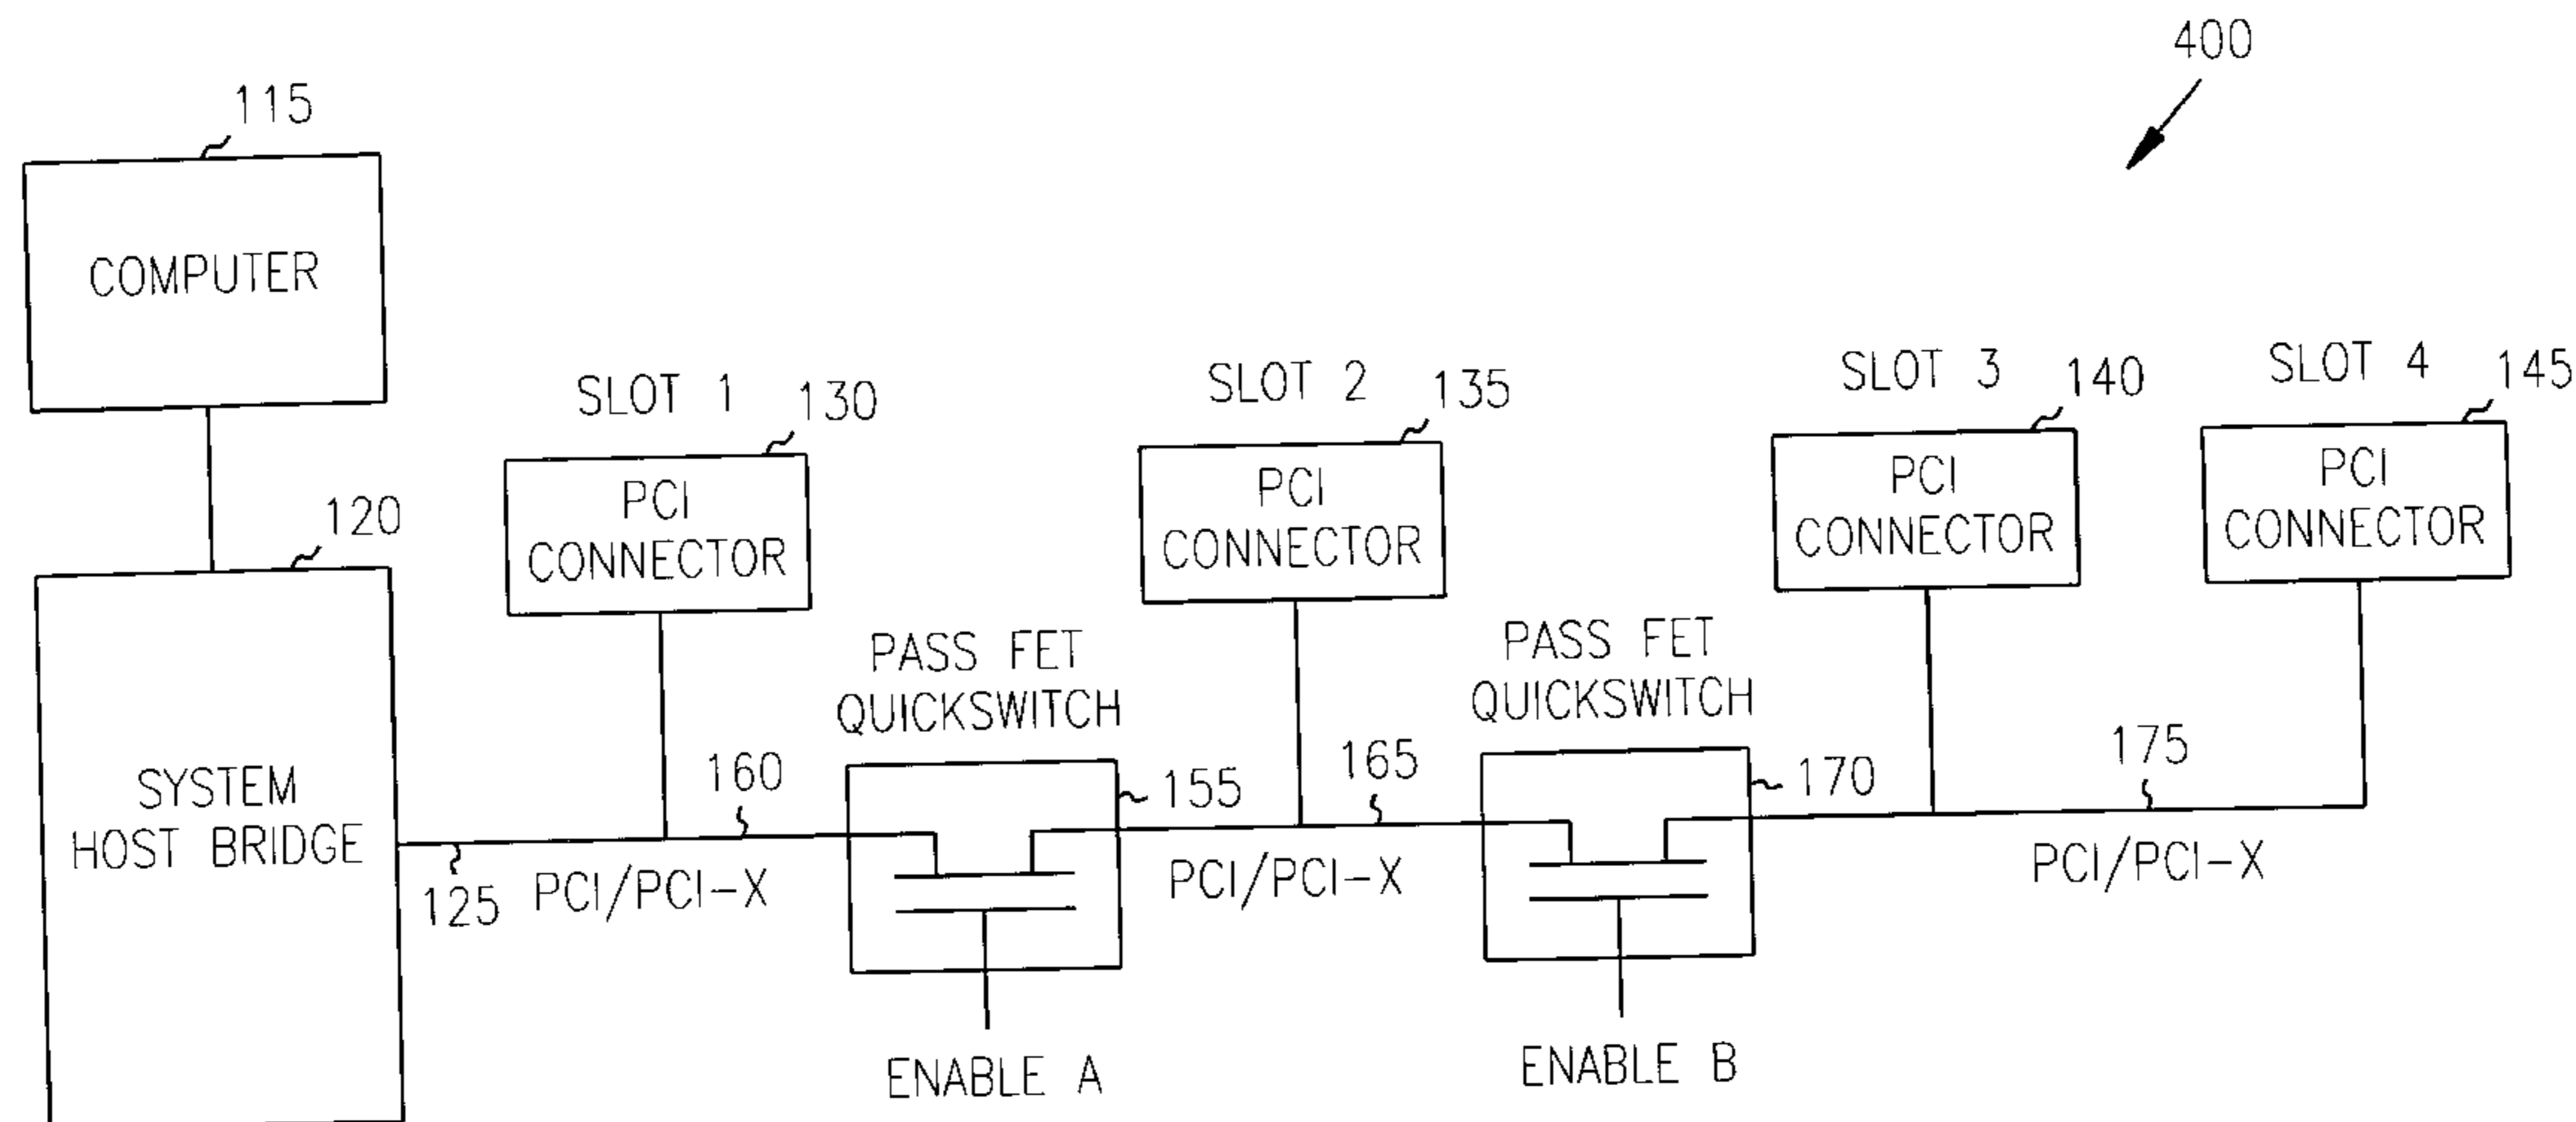 400
115
COMPUTER
120
SYSTEM
HOST BRIDGE
125
SLOT 1
130
PCI
CONNECTOR
160
PCI/PCI-X
PASS FET
QUICKSWITCH
155
ENABLE A
SLOT 2
135
PCI
CONNECTOR
165
PCI/PCI-X
PASS FET
QUICKSWITCH
170
ENABLE B
SLOT 3
140
PCI
CONNECTOR
175
PCI/PCI-X
SLOT 4
145
PCI
CONNECTOR